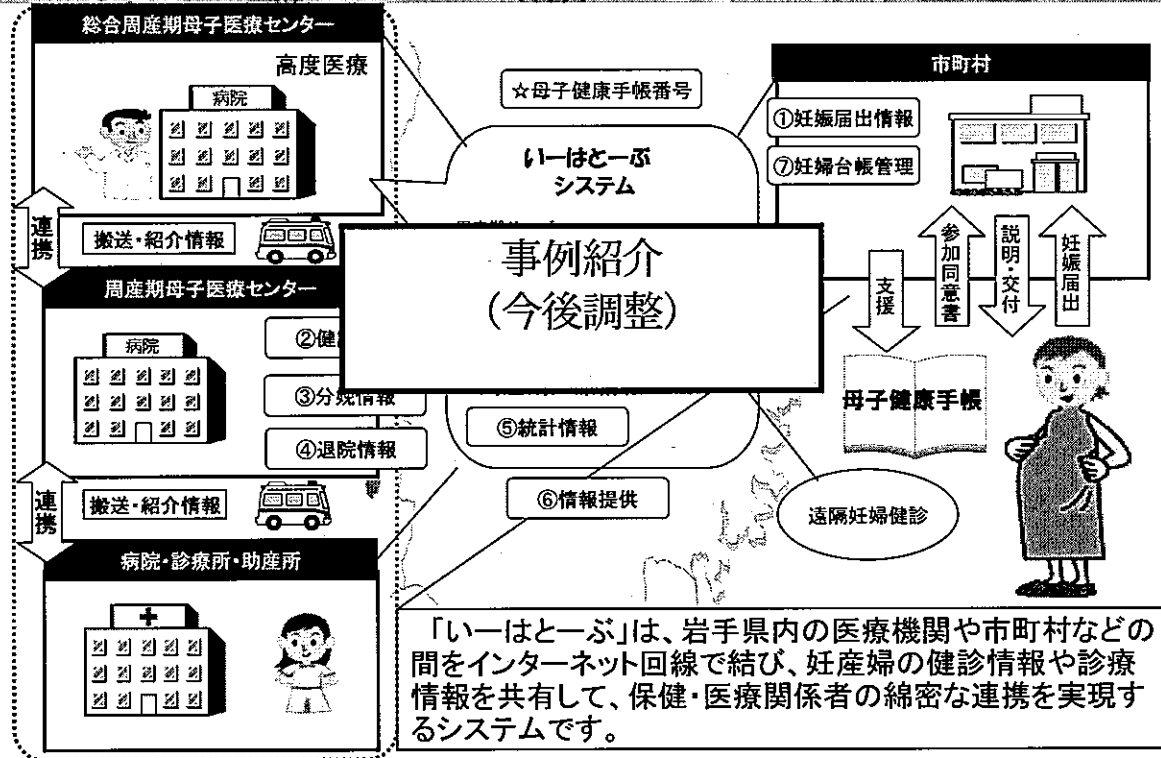 総合周産期母子医療センター
高度医療
病院
連携
搬送・紹介情報
周産期母子医療センター
病院
②健
③分娩情報
④退院情報
連携
搬送・紹介情報
病院・診療所・助産所
☆母子健康手帳番号
いーはとーぶ
システム
事例紹介
(今後調整)
⑤統計情報
⑥情報提供
市町村
①妊娠届出情報
⑦妊婦台帳管理
支援
参加同意書
説明・交付
妊娠届出
母子健康手帳
遠隔妊婦健診
「いーはとーぶ」は、岩手県内の医療機関や市町村などの
間をインターネット回線で結び、妊産婦の健診情報や診療
情報を共有して、保健・医療関係者の綿密な連携を実現す
るシステムです。